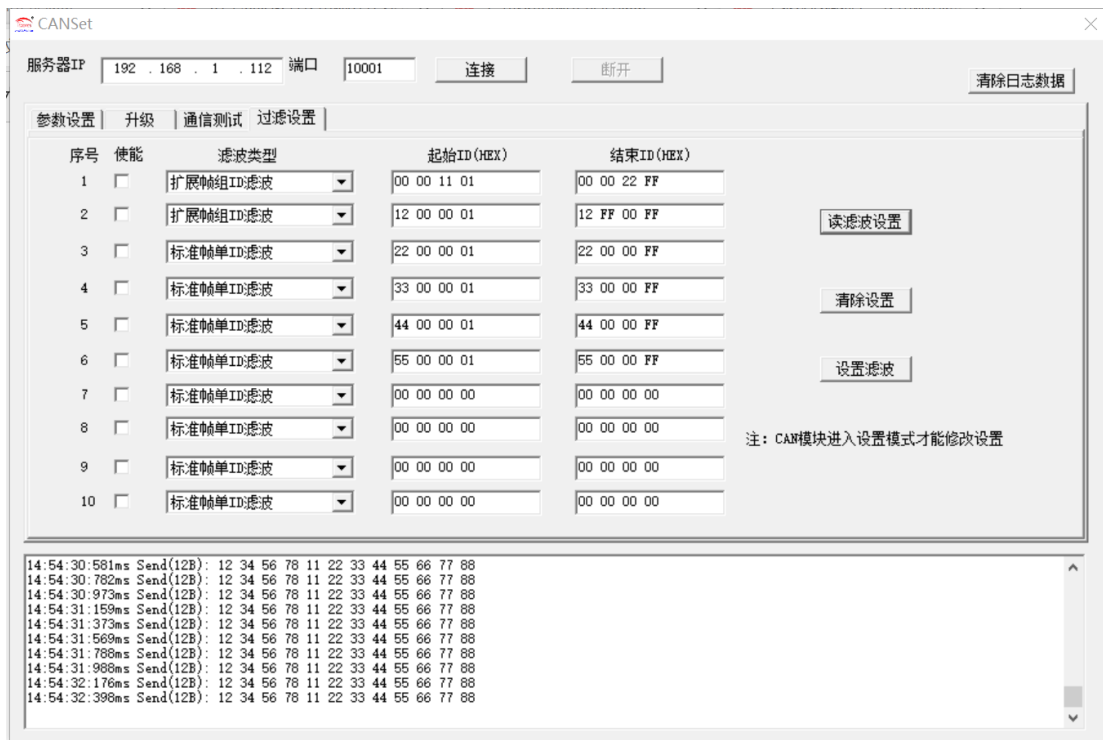 CANSet
服务器IP 192 . 168 . 1 . 112 端口 10001 连接 断开
清除日志数据
参数设置 升级 通信测试 过滤设置
序号 使能 滤波类型 起始ID(HEX) 结束ID(HEX)
1 扩展帧组ID滤波 00 00 11 01 00 00 22 FF
2 扩展帧组ID滤波 12 00 00 01 12 FF 00 FF
读滤波设置
3 标准帧单ID滤波 22 00 00 01 22 00 00 FF
4 标准帧单ID滤波 33 00 00 01 33 00 00 FF
清除设置
5 标准帧单ID滤波 44 00 00 01 44 00 00 FF
6 标准帧单ID滤波 55 00 00 01 55 00 00 FF
设置滤波
7 标准帧单ID滤波 00 00 00 00 00 00 00 00
8 标准帧单ID滤波 00 00 00 00 00 00 00 00
注：CAN模块进入设置模式才能修改设置
9 标准帧单ID滤波 00 00 00 00 00 00 00 00
10 标准帧单ID滤波 00 00 00 00 00 00 00 00
14:54:30:581ms Send(12B): 12 34 56 78 11 22 33 44 55 66 77 88
14:54:30:782ms Send(12B): 12 34 56 78 11 22 33 44 55 66 77 88
14:54:30:973ms Send(12B): 12 34 56 78 11 22 33 44 55 66 77 88
14:54:31:159ms Send(12B): 12 34 56 78 11 22 33 44 55 66 77 88
14:54:31:373ms Send(12B): 12 34 56 78 11 22 33 44 55 66 77 88
14:54:31:569ms Send(12B): 12 34 56 78 11 22 33 44 55 66 77 88
14:54:31:788ms Send(12B): 12 34 56 78 11 22 33 44 55 66 77 88
14:54:31:988ms Send(12B): 12 34 56 78 11 22 33 44 55 66 77 88
14:54:32:176ms Send(12B): 12 34 56 78 11 22 33 44 55 66 77 88
14:54:32:398ms Send(12B): 12 34 56 78 11 22 33 44 55 66 77 88